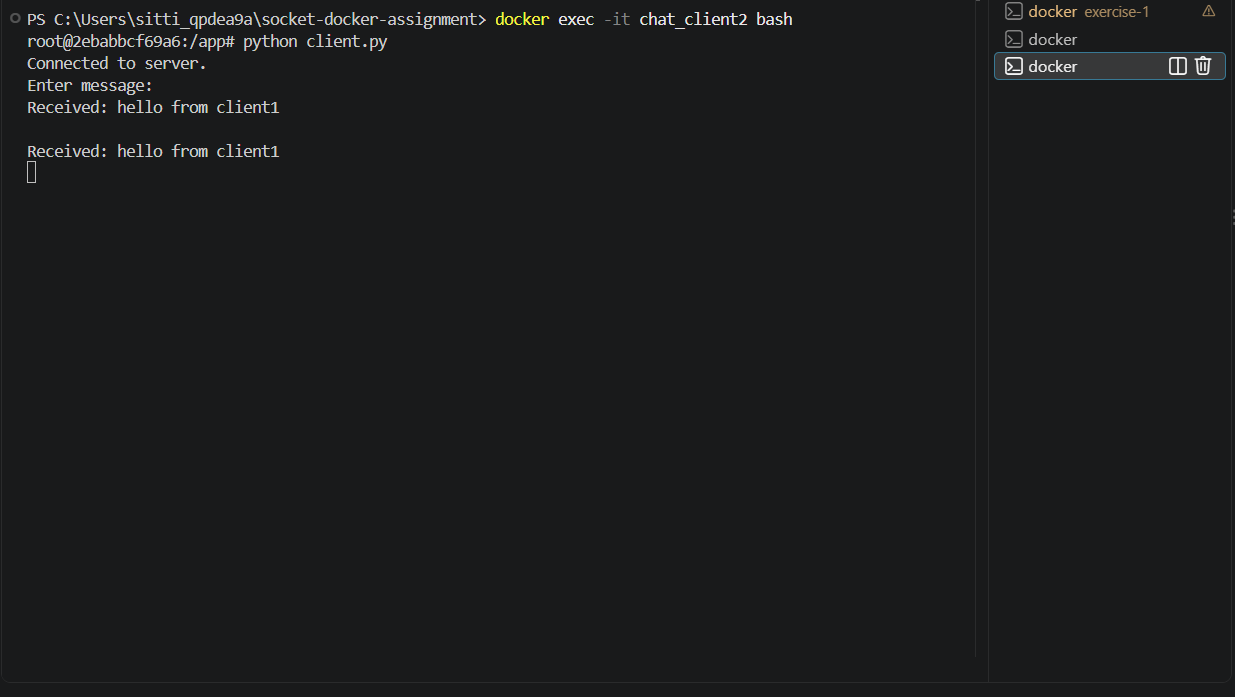 PS C:\Users\sitti_qpdea9a\socket-docker-assignment> docker exec -it chat_client2 bash
root@2ebabbcf69a6:/app# python client.py
Connected to server.
Enter message:
Received: hello from client1
Received: hello from client1
docker exercise-1
docker
docker